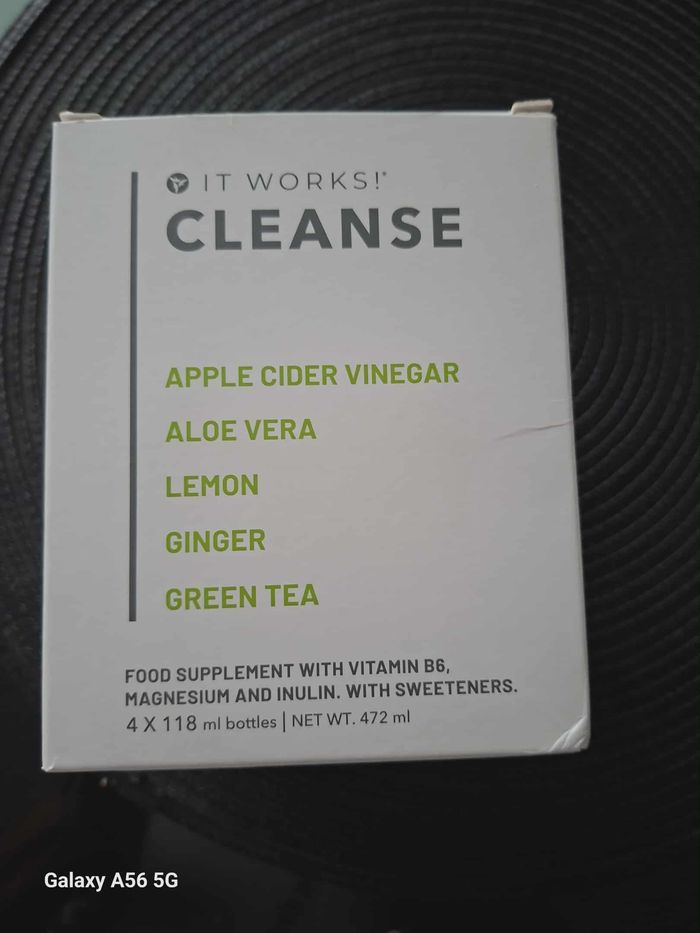 IT WORKS!®
CLEANSE
APPLE CIDER VINEGAR
ALOE VERA
LEMON
GINGER
GREEN TEA
FOOD SUPPLEMENT WITH VITAMIN B6,
MAGNESIUM AND INULIN. WITH SWEETENERS.
4 X 118 ml bottles | NET WT. 472 ml
Galaxy A56 5G